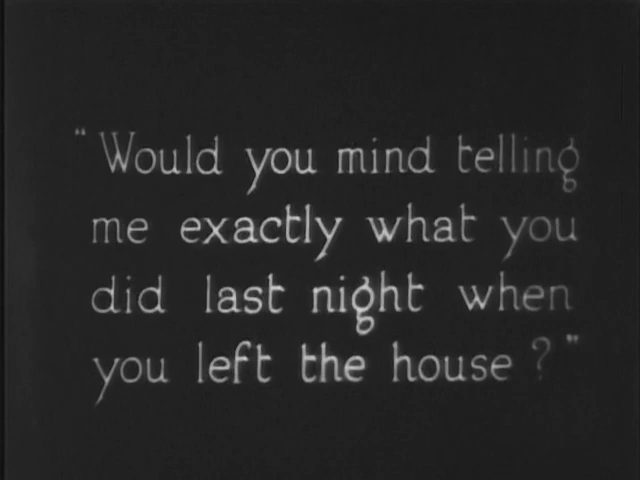 “Would you mind telling
me exactly what you
did last night when
you left the house?”